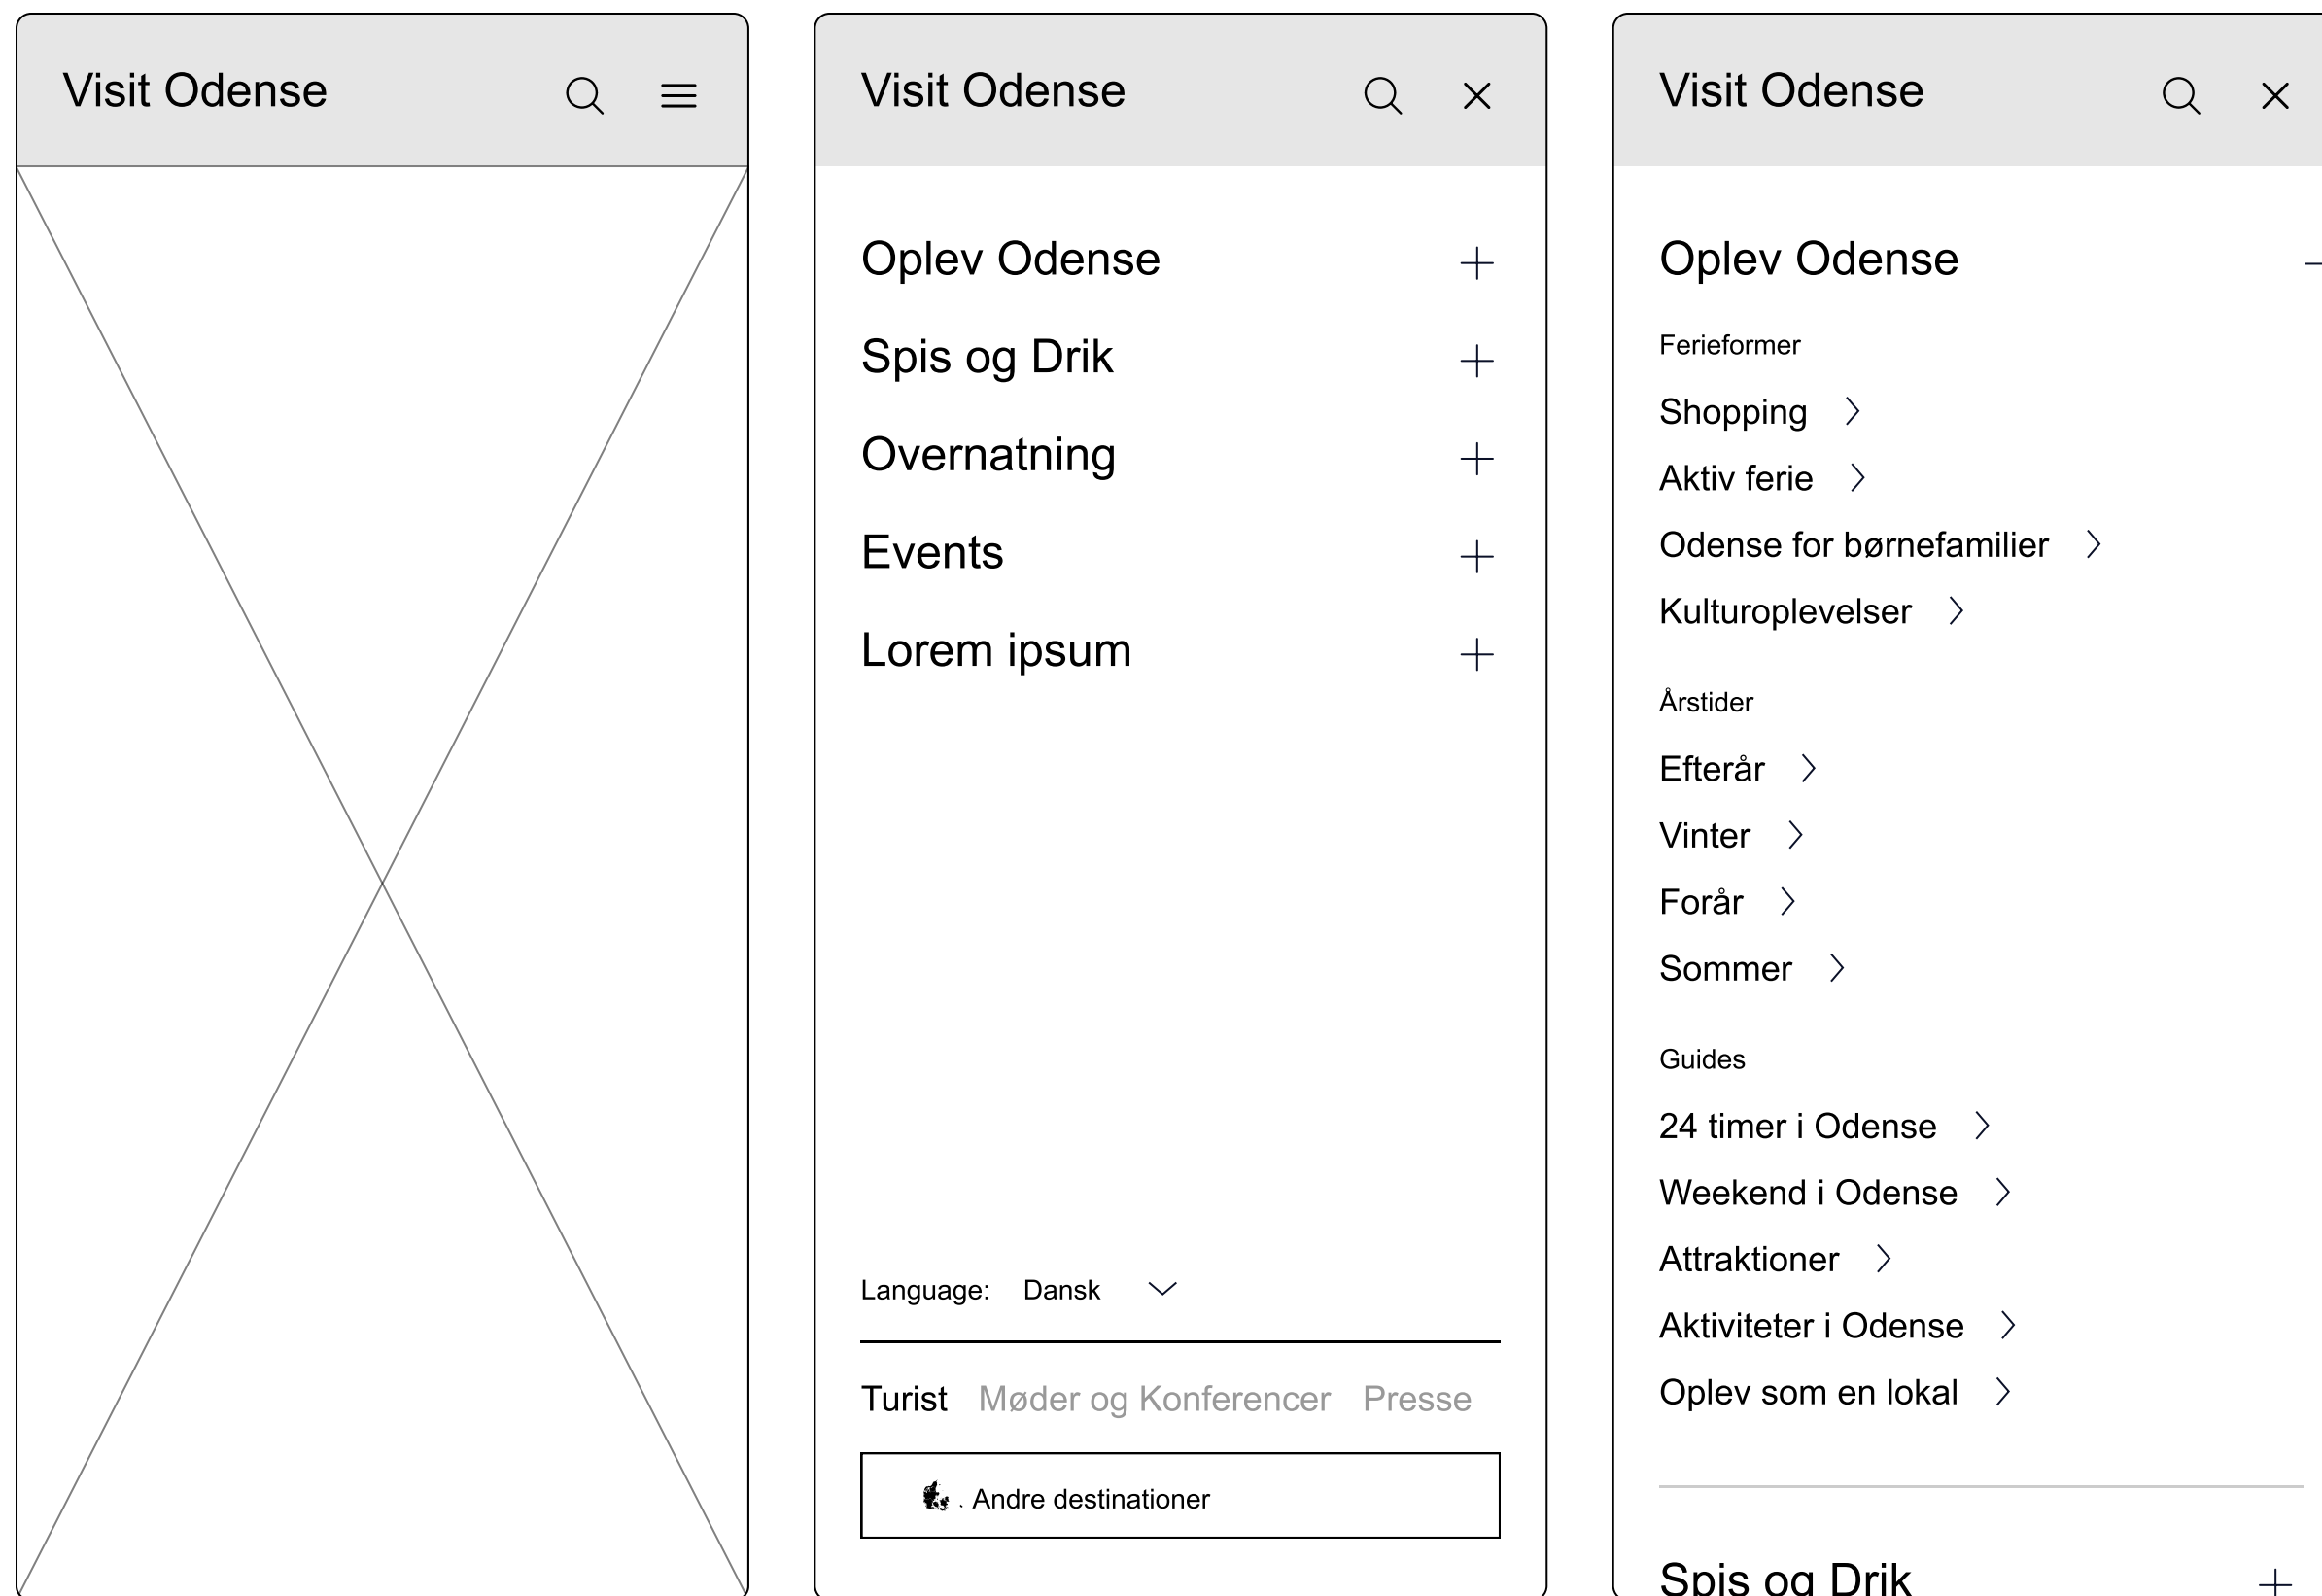 Visit Odense
Visit Odense
Oplev Odense
Spis og Drik
Overnatning
Events
Lorem ipsum
Language: Dansk
Turist Møder og Konferencer Presse
Andre destinationer
Visit Odense
Oplev Odense
Ferieformer
Shopping
Aktiv ferie
Odense for børnefamilier
Kulturoplevelser
Årstider
Efterår
Vinter
Forår
Sommer
Guides
24 timer i Odense
Weekend i Odense
Attraktioner
Aktiviteter i Odense
Oplev som en lokal
Spis og Drik